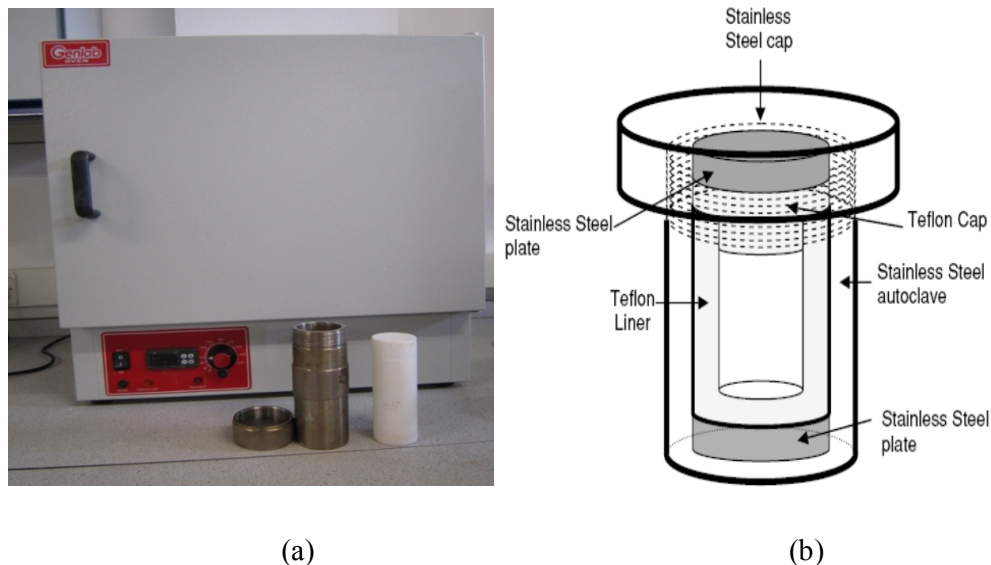 Genlab
OVEN
Stainless
Steel cap
Stainless Steel
plate
Teflon Cap
Teflon
Liner
Stainless Steel
autoclave
Stainless Steel
plate
(a)
(b)